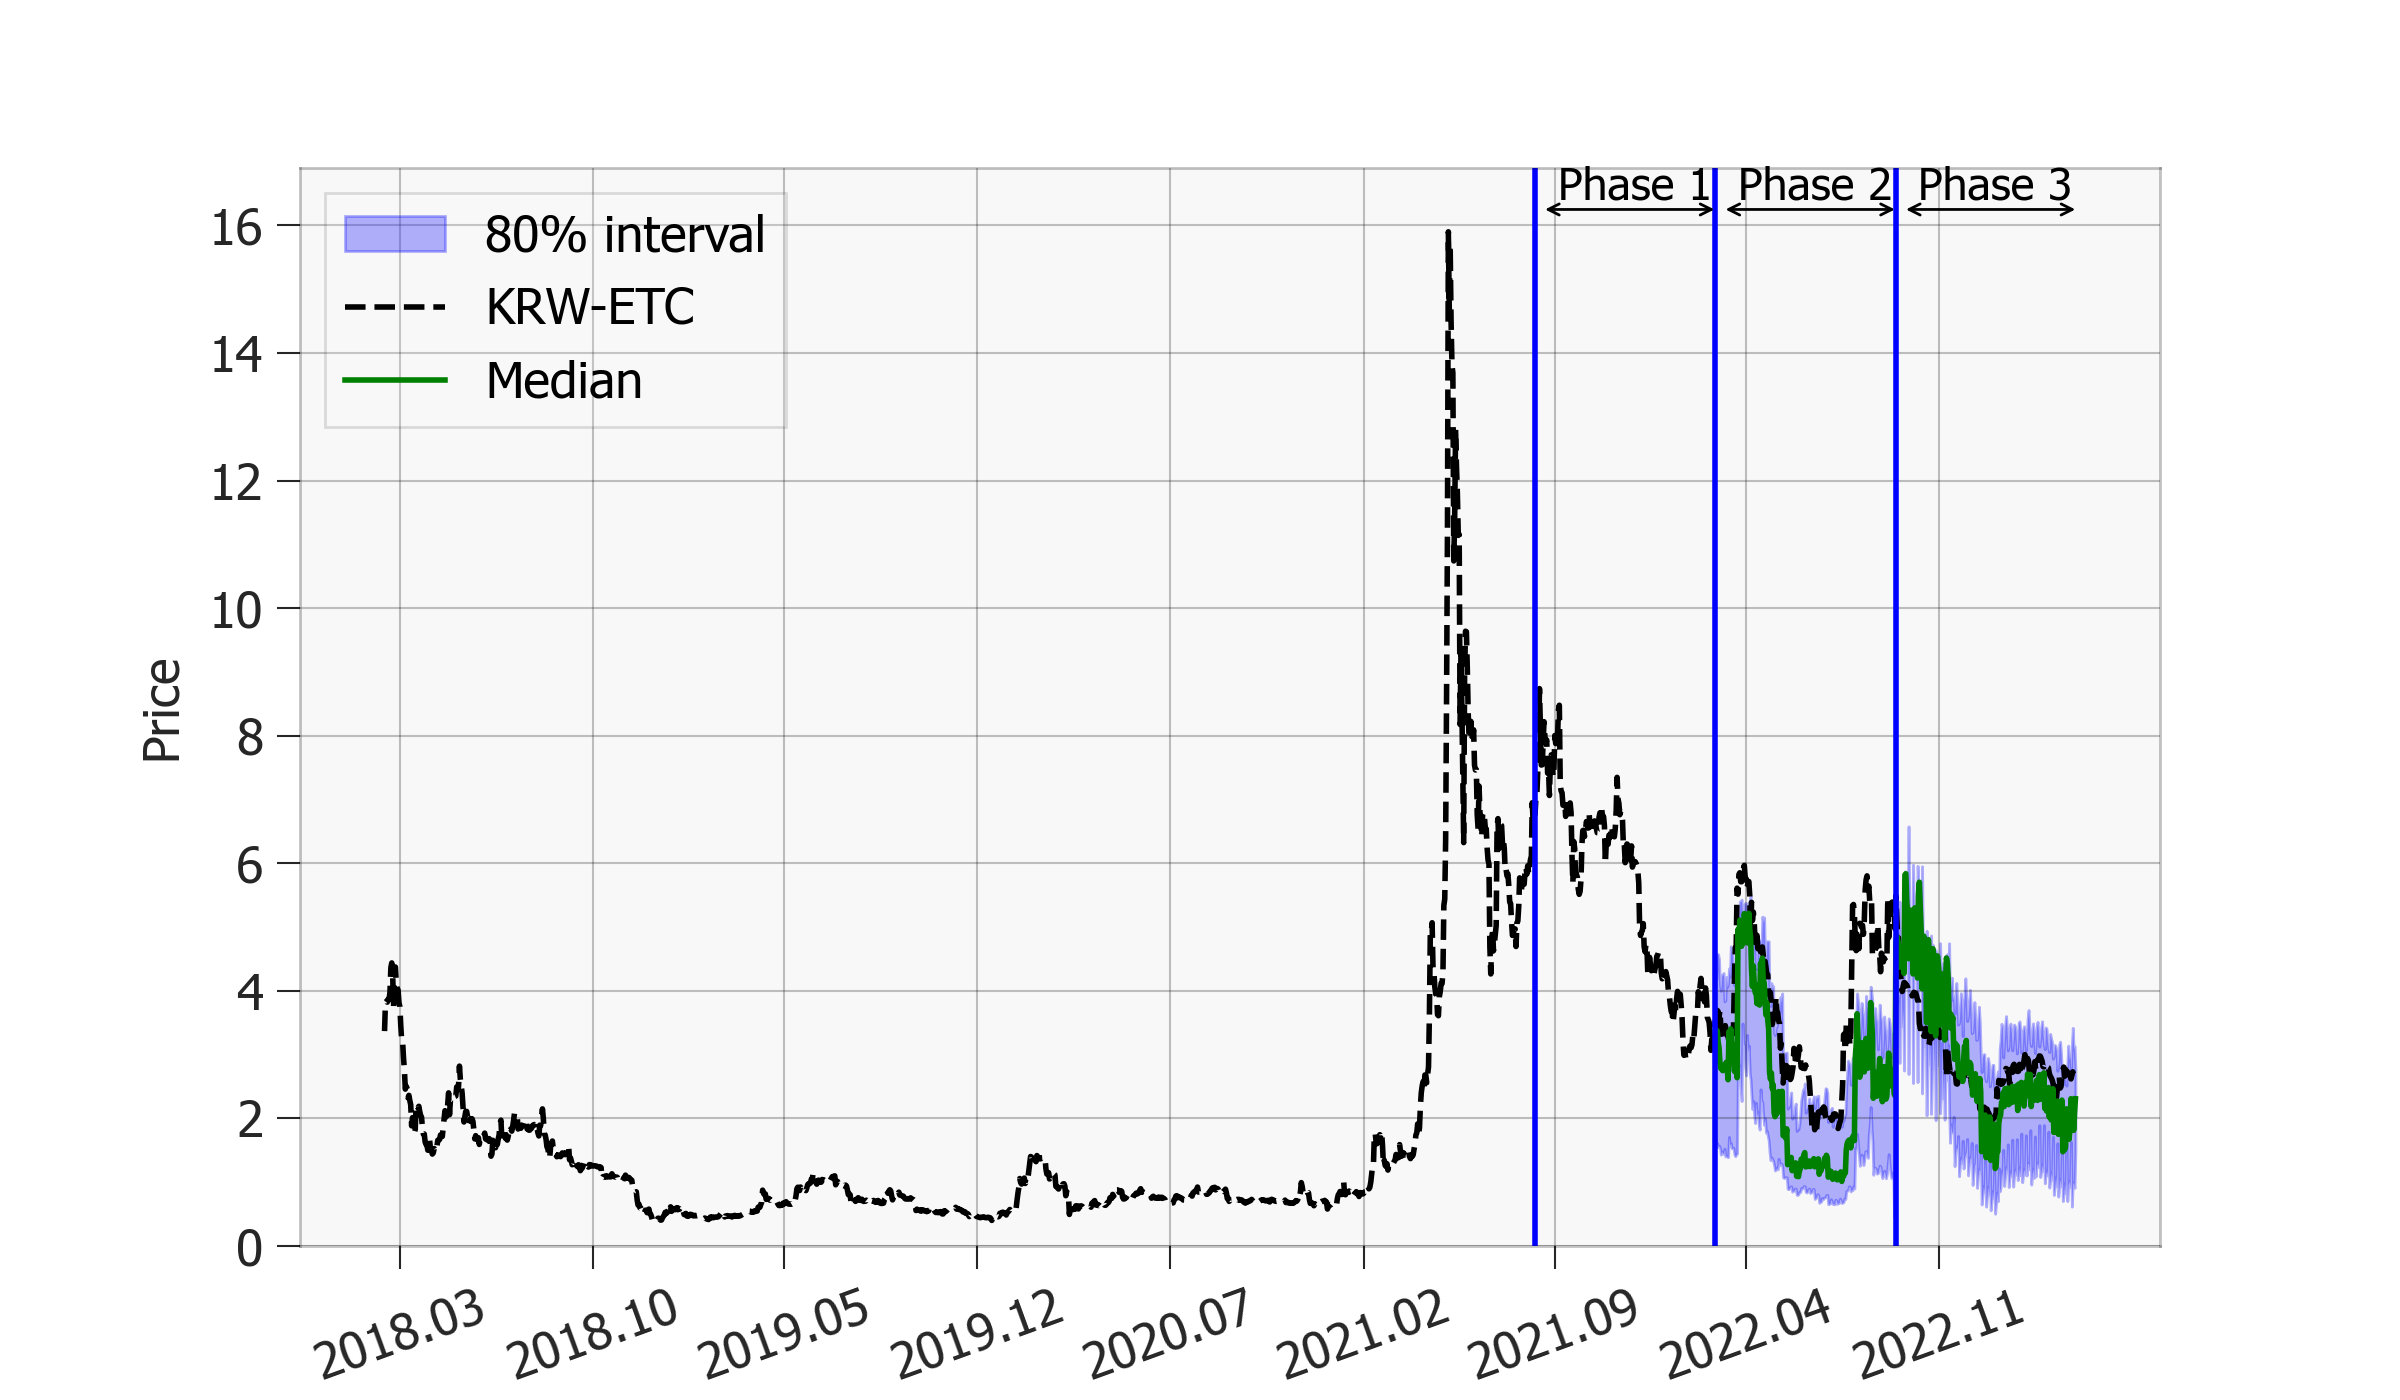 Phase 1
Phase 2
Phase 3
80% interval
KRW-ETC
Median
16
14
12
10
8
6
4
2
0
Price
2018.03
2018.10
2019.05
2019.12
2020.07
2021.02
2021.09
2022.04
2022.11